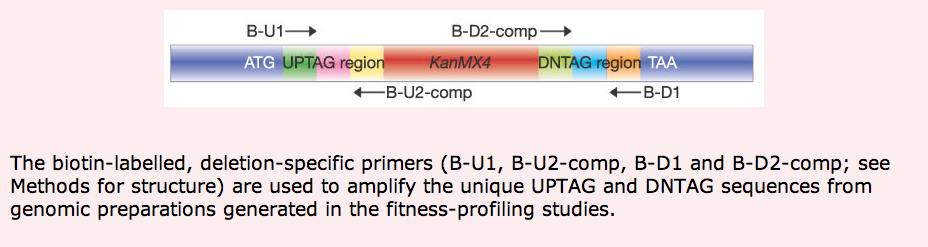 B-U1 B-D2-comp
ATG UPTAG region KanMX4 DNTAG region TAA
B-U2-comp B-D1
The biotin-labelled, deletion-specific primers (B-U1, B-U2-comp, B-D1 and B-D2-comp; see
Methods for structure) are used to amplify the unique UPTAG and DNTAG sequences from
genomic preparations generated in the fitness-profiling studies.